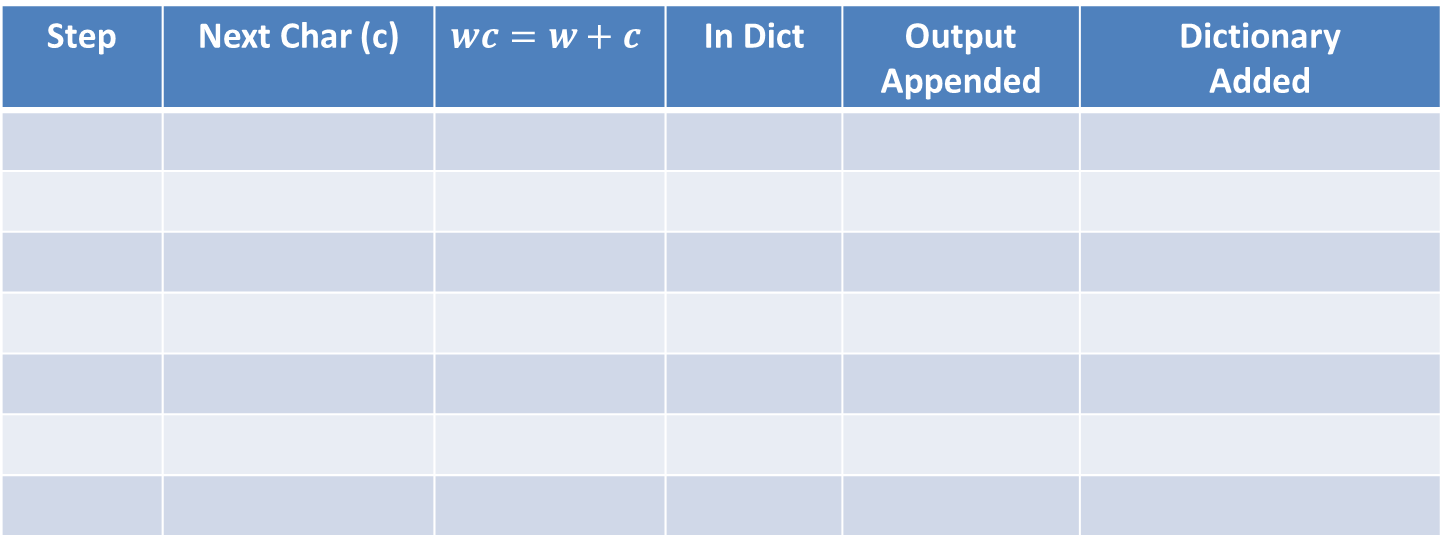 Step Next Char (c) wc = w + c In Dict Output Appended Dictionary Added